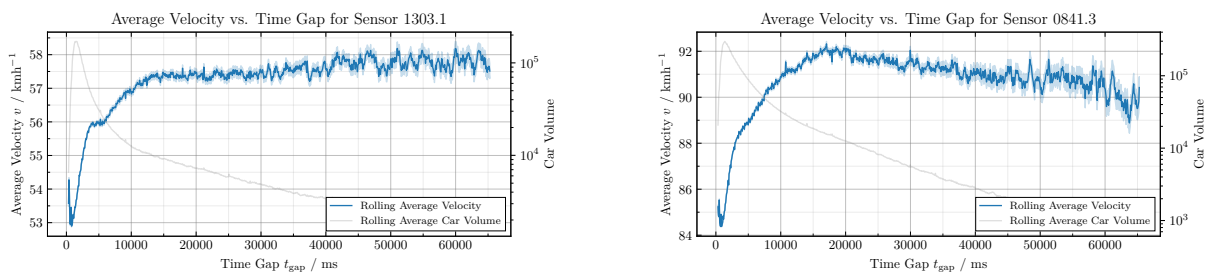 Average Velocity vs. Time Gap for Sensor 1303.1
58
57
56
55
54
53
Average Velocity v / kmh⁻¹
10⁵
10⁴
Car Volume
Rolling Average Velocity
Rolling Average Car Volume
0 10000 20000 30000 40000 50000 60000
Time Gap t_gap / ms
Average Velocity vs. Time Gap for Sensor 0841.3
92
90
88
86
84
Average Velocity v / kmh⁻¹
10⁵
10⁴
10³
Car Volume
Rolling Average Velocity
Rolling Average Car Volume
0 10000 20000 30000 40000 50000 60000
Time Gap t_gap / ms